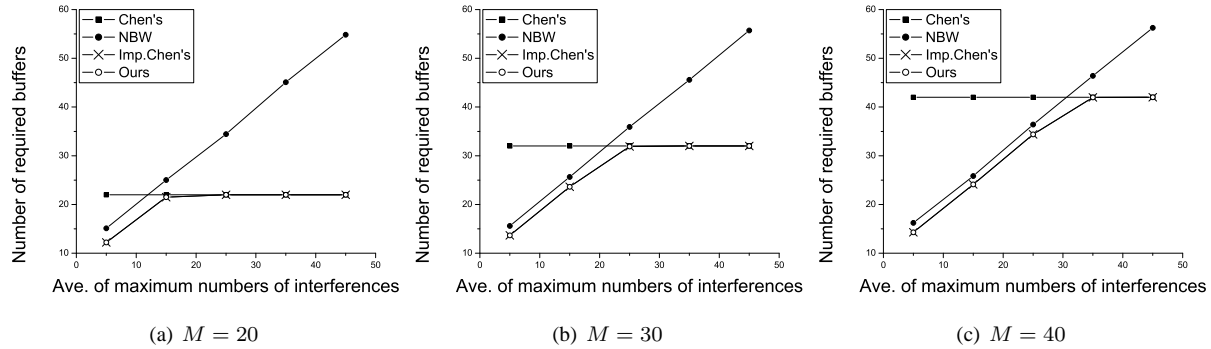 Number of required buffers
60
50
40
30
20
10
Chen's
NBW
Imp.Chen's
Ours
0 10 20 30 40 50
Ave. of maximum numbers of interferences
(a) M = 20
Number of required buffers
60
50
40
30
20
10
Chen's
NBW
Imp.Chen's
Ours
0 10 20 30 40 50
Ave. of maximum numbers of interferences
(b) M = 30
Number of required buffers
60
50
40
30
20
10
Chen's
NBW
Imp.Chen's
Ours
0 10 20 30 40 50
Ave. of maximum numbers of interferences
(c) M = 40